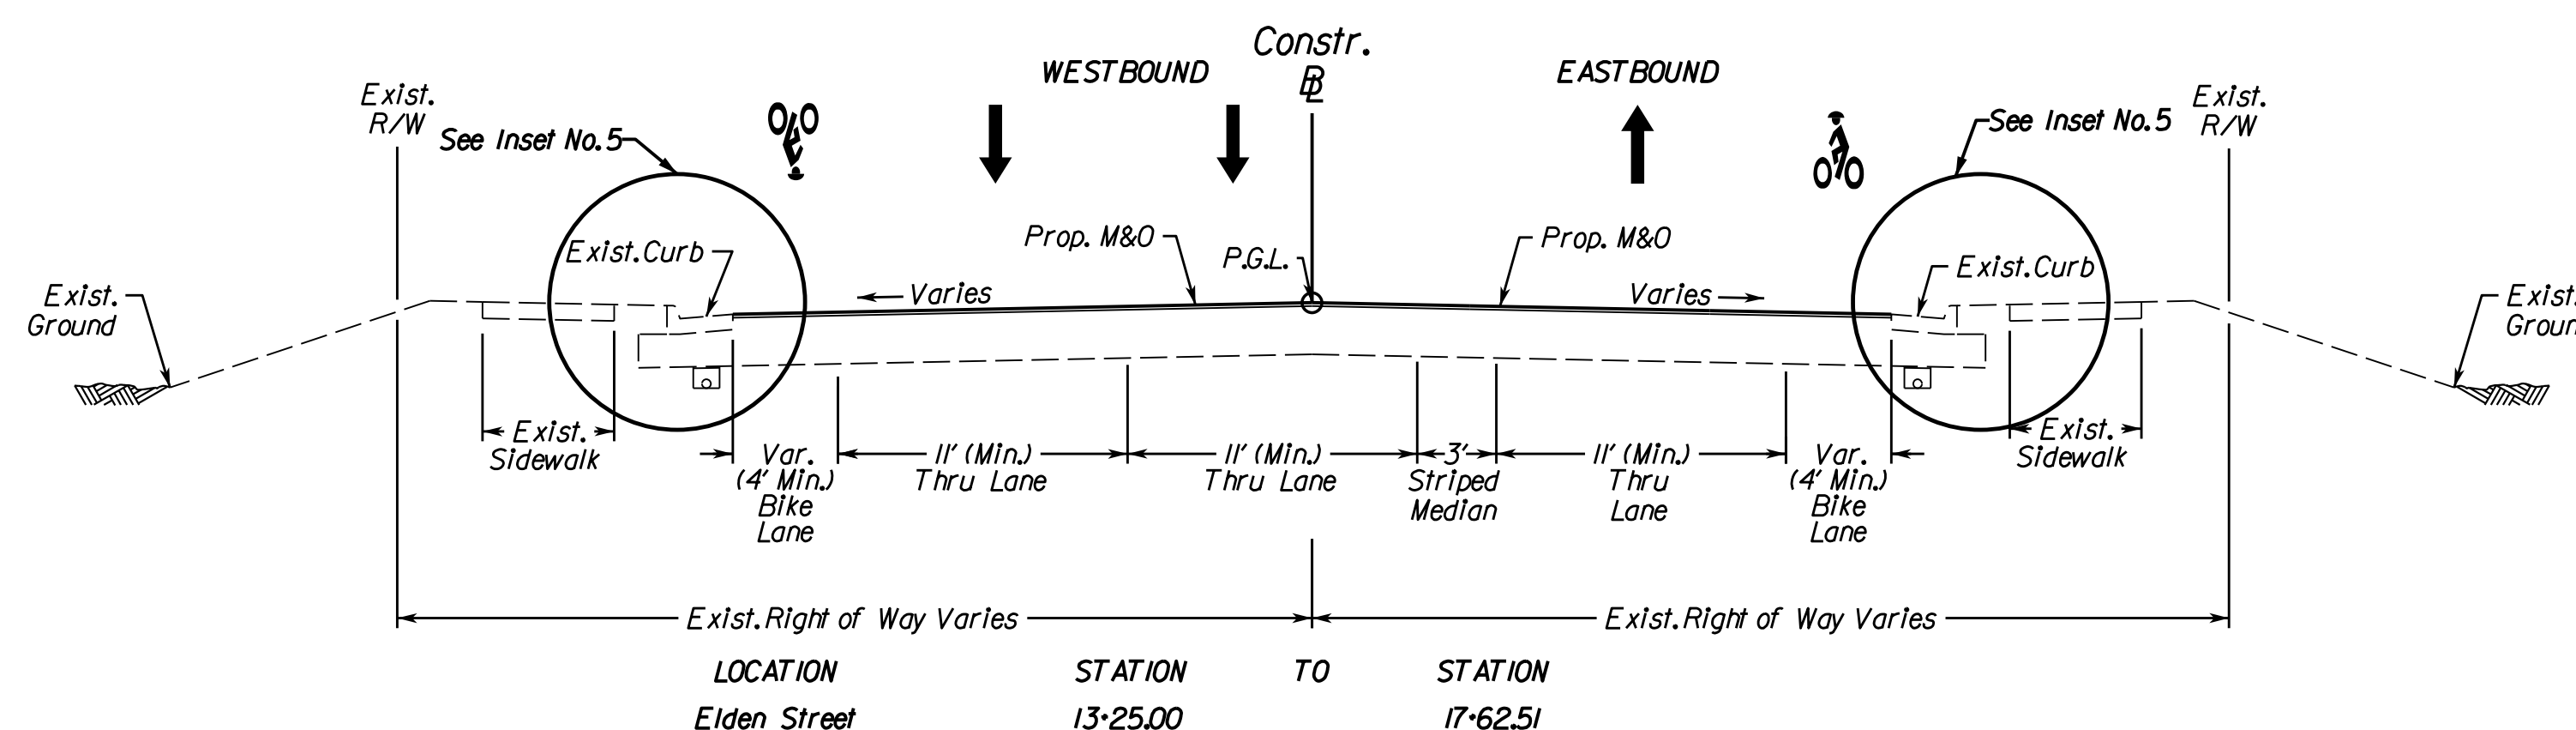 Constr.
WESTBOUND
EASTBOUND
BL
Exist.
R/W
Exist.
R/W
See Inset No. 5
See Inset No. 5
Prop. M&O
Prop. M&O
Exist. Curb
P.G.L.
Exist. Curb
Exist.
Ground
Varies
Varies
Exist.
Groun
Exist.
Sidewalk
Var.
(4' Min.)
Bike
Lane
11' (Min.)
Thru Lane
11' (Min.)
Thru Lane
3'
Striped
Median
11' (Min.)
Thru
Lane
Var.
(4' Min.)
Bike
Lane
Exist.
Sidewalk
Exist. Right of Way Varies
Exist. Right of Way Varies
LOCATION STATION TO STATION
Elden Street 13+25.00 17+62.51